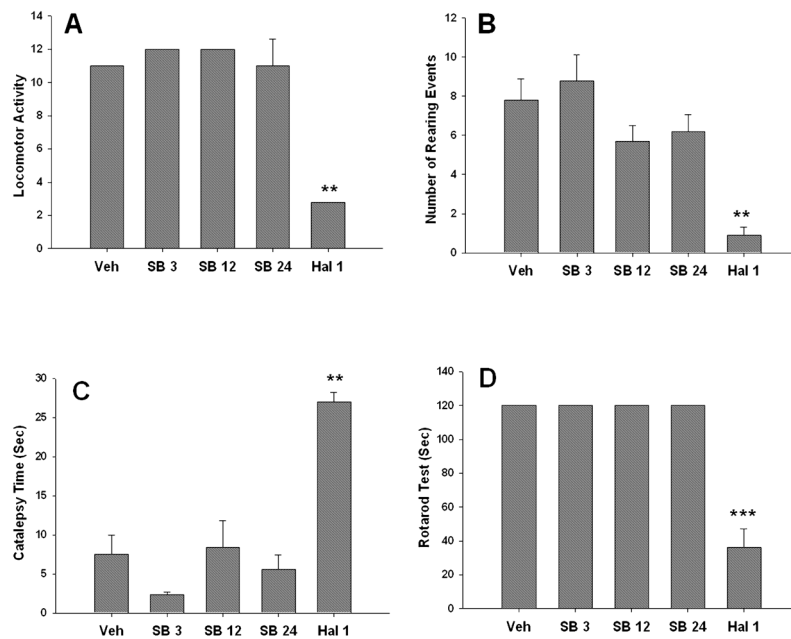 A
Locomotor Activity
14
12
10
8
6
4
2
0
**
Veh SB 3 SB 12 SB 24 Hal 1
B
Number of Rearing Events
12
10
8
6
4
2
0
**
Veh SB 3 SB 12 SB 24 Hal 1
C
Catalepsy Time (Sec)
30
25
20
15
10
5
0
**
Veh SB 3 SB 12 SB 24 Hal 1
D
Rotarod Test (Sec)
140
120
100
80
60
40
20
0
***
Veh SB 3 SB 12 SB 24 Hal 1